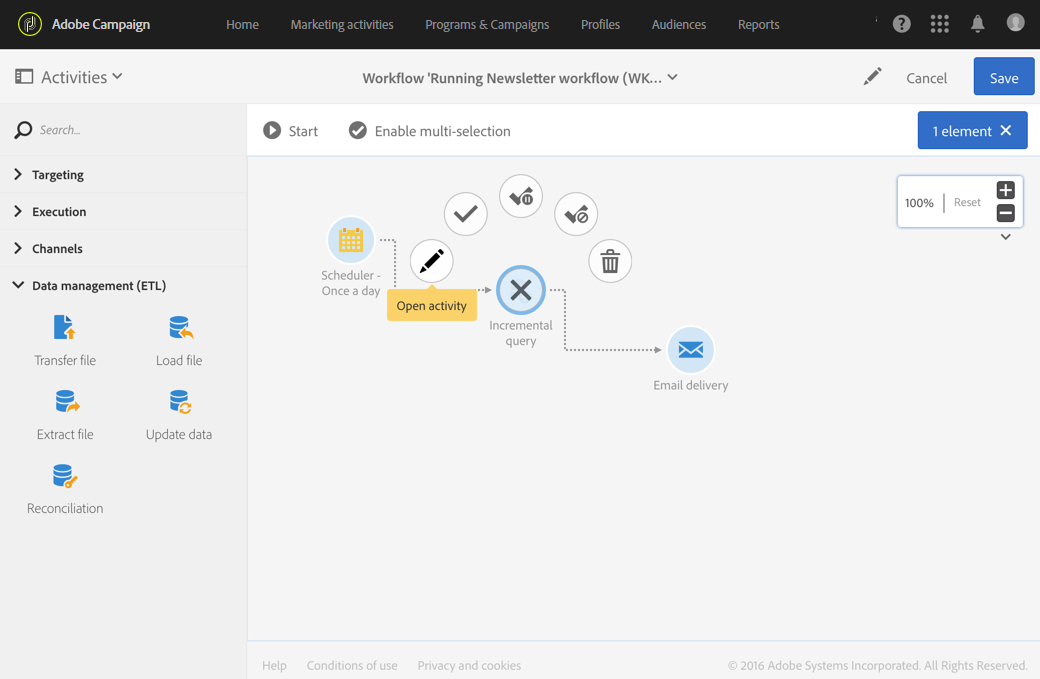 Adobe Campaign
Home
Marketing activities
Programs & Campaigns
Profiles
Audiences
Reports
Activities
Workflow 'Running Newsletter workflow (WK...
Cancel
Save
Search...
Start
Enable multi-selection
1 element
Targeting
Execution
Channels
Data management (ETL)
Transfer file
Load file
Extract file
Update data
Reconciliation
100%
Reset
Scheduler -
Once a day
Open activity
Incremental
query
Email delivery
Help
Conditions of use
Privacy and cookies
© 2016 Adobe Systems Incorporated. All Rights Reserved.